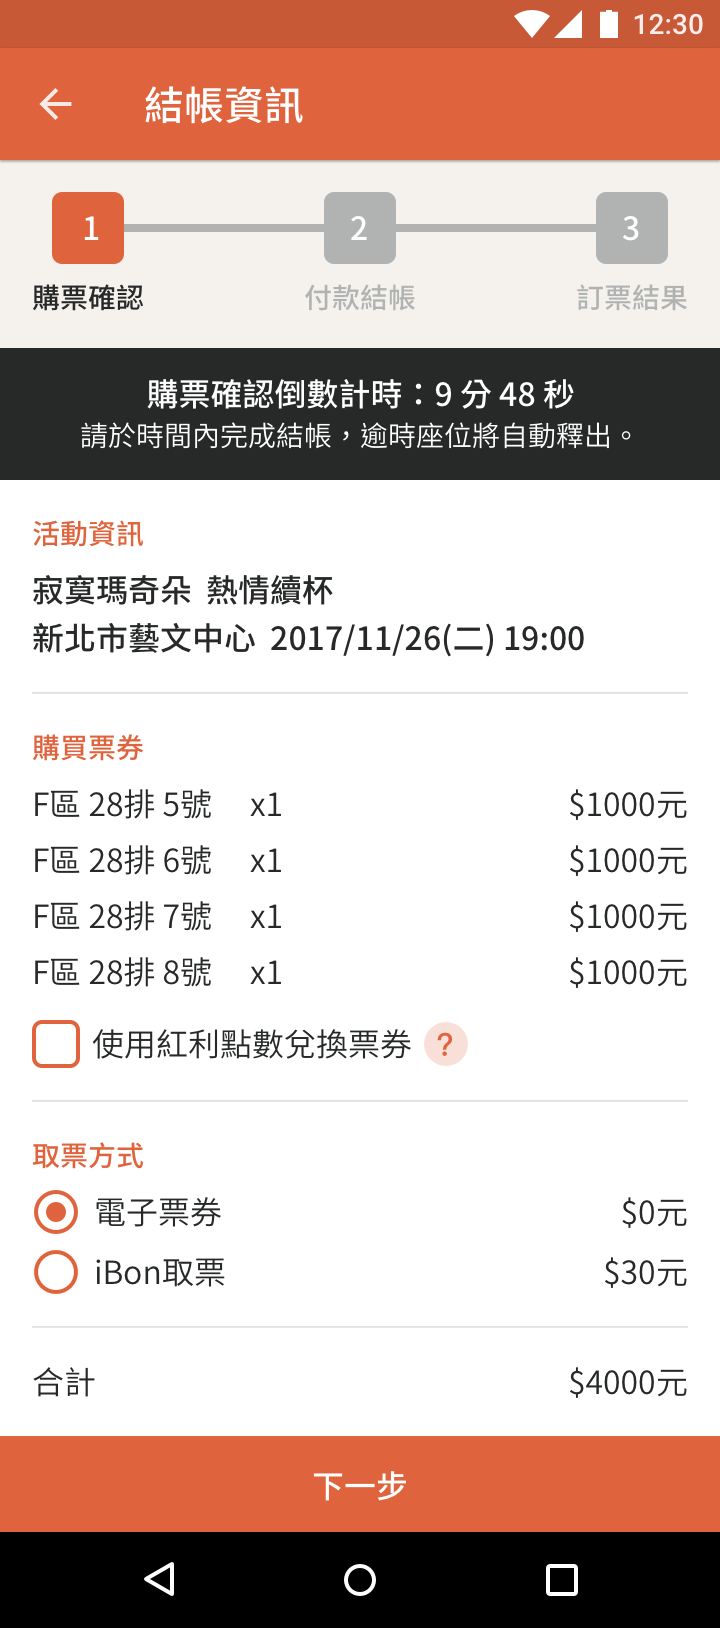 12:30
結帳資訊
1 2 3
購票確認 付款結帳 訂票結果
購票確認倒數計時：9 分 48 秒
請於時間內完成結帳，逾時座位將自動釋出。
活動資訊
寂寞瑪奇朵 熱情續杯
新北市藝文中心 2017/11/26(二) 19:00
購買票券
F區 28排 5號 x1 $1000元
F區 28排 6號 x1 $1000元
F區 28排 7號 x1 $1000元
F區 28排 8號 x1 $1000元
使用紅利點數兌換票券 ?
取票方式
電子票券 $0元
iBon取票 $30元
合計 $4000元
下一步